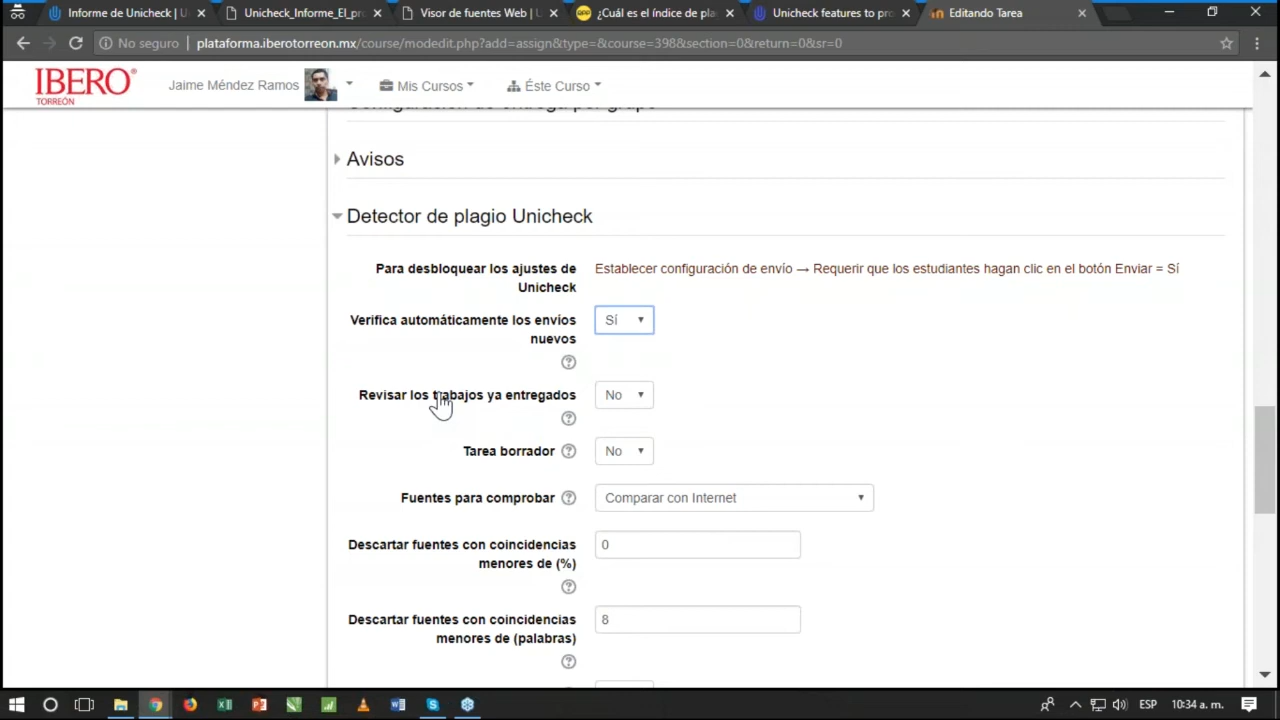 Informe de Unicheck | U
Unicheck_Informe_El_pro
Visor de fuentes Web | U
¿Cuál es el índice de plag
Unicheck features to pro
Editando Tarea
No seguro
plataforma.iberotorreon.mx/course/modedit.php?add=assign&type=&course=398&section=0&return=0&sr=0
IBERO
TORREÓN
Jaime Méndez Ramos
Mis Cursos
Éste Curso
Configuración de entrega por grupo
Avisos
Detector de plagio Unicheck
Para desbloquear los ajustes de
Unicheck
Establecer configuración de envío → Requerir que los estudiantes hagan clic en el botón Enviar = Sí
Verifica automáticamente los envíos
nuevos
Sí
Revisar los trabajos ya entregados
No
Tarea borrador
No
Fuentes para comprobar
Comparar con Internet
Descartar fuentes con coincidencias
menores de (%)
0
Descartar fuentes con coincidencias
menores de (palabras)
8
ESP
10:34 a. m.